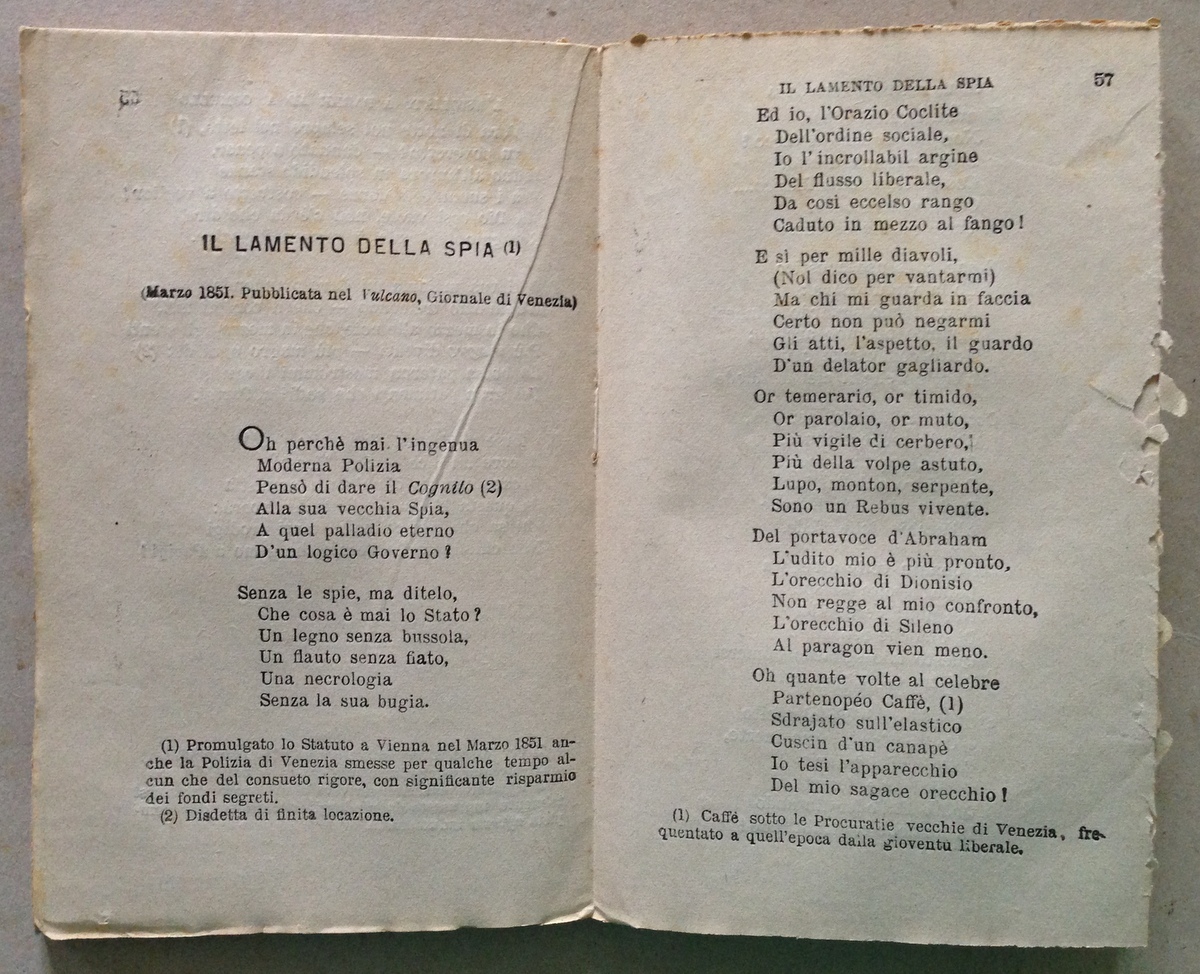 IL LAMENTO DELLA SPIA (1)
(Marzo 1851. Pubblicata nel Vulcano, Giornale di Venezia)
Oh perchè mai l'ingenua
Moderna Polizia
Pensò di dare il Cognito (2)
Alla sua vecchia Spia,
A quel palladio eterno
D'un logico Governo?
Senza le spie, ma ditelo,
Che cosa è mai lo Stato?
Un legno senza bussola,
Un flauto senza fiato,
Una necrologia
Senza la sua bugia.
(1) Promulgato lo Statuto a Vienna nel Marzo 1851 an-
che la Polizia di Venezia smesse per qualche tempo al-
cun che del consueto rigore, con significante risparmio
dei fondi segreti.
(2) Disdetta di finita locazione.
IL LAMENTO DELLA SPIA 57
Ed io, l'Orazio Coclite
Dell'ordine sociale,
Io l'incrollabil argine
Del flusso liberale,
Da così eccelso rango
Caduto in mezzo al fango!
E sì per mille diavoli,
(Nol dico per vantarmi)
Ma chi mi guarda in faccia
Certo non può negarmi
Gli atti, l'aspetto, il guardo
D'un delator gagliardo.
Or temerario, or timido,
Or parolaio, or muto,
Più vigile di cerbero,
Più della volpe astuto,
Lupo, monton, serpente,
Sono un Rebus vivente.
Del portavoce d'Abraham
L'udito mio è più pronto,
L'orecchio di Dionisio
Non regge al mio confronto,
L'orecchio di Sileno
Al paragon vien meno.
Oh quante volte al celebre
Partenopéo Caffè, (1)
Sdrajato sull'elastico
Cuscin d'un canapè
Io tesi l'apparecchio
Del mio sagace orecchio!
(1) Caffè sotto le Procuratie vecchie di Venezia, fre-
quentato a quell'epoca dalla gioventù liberale.